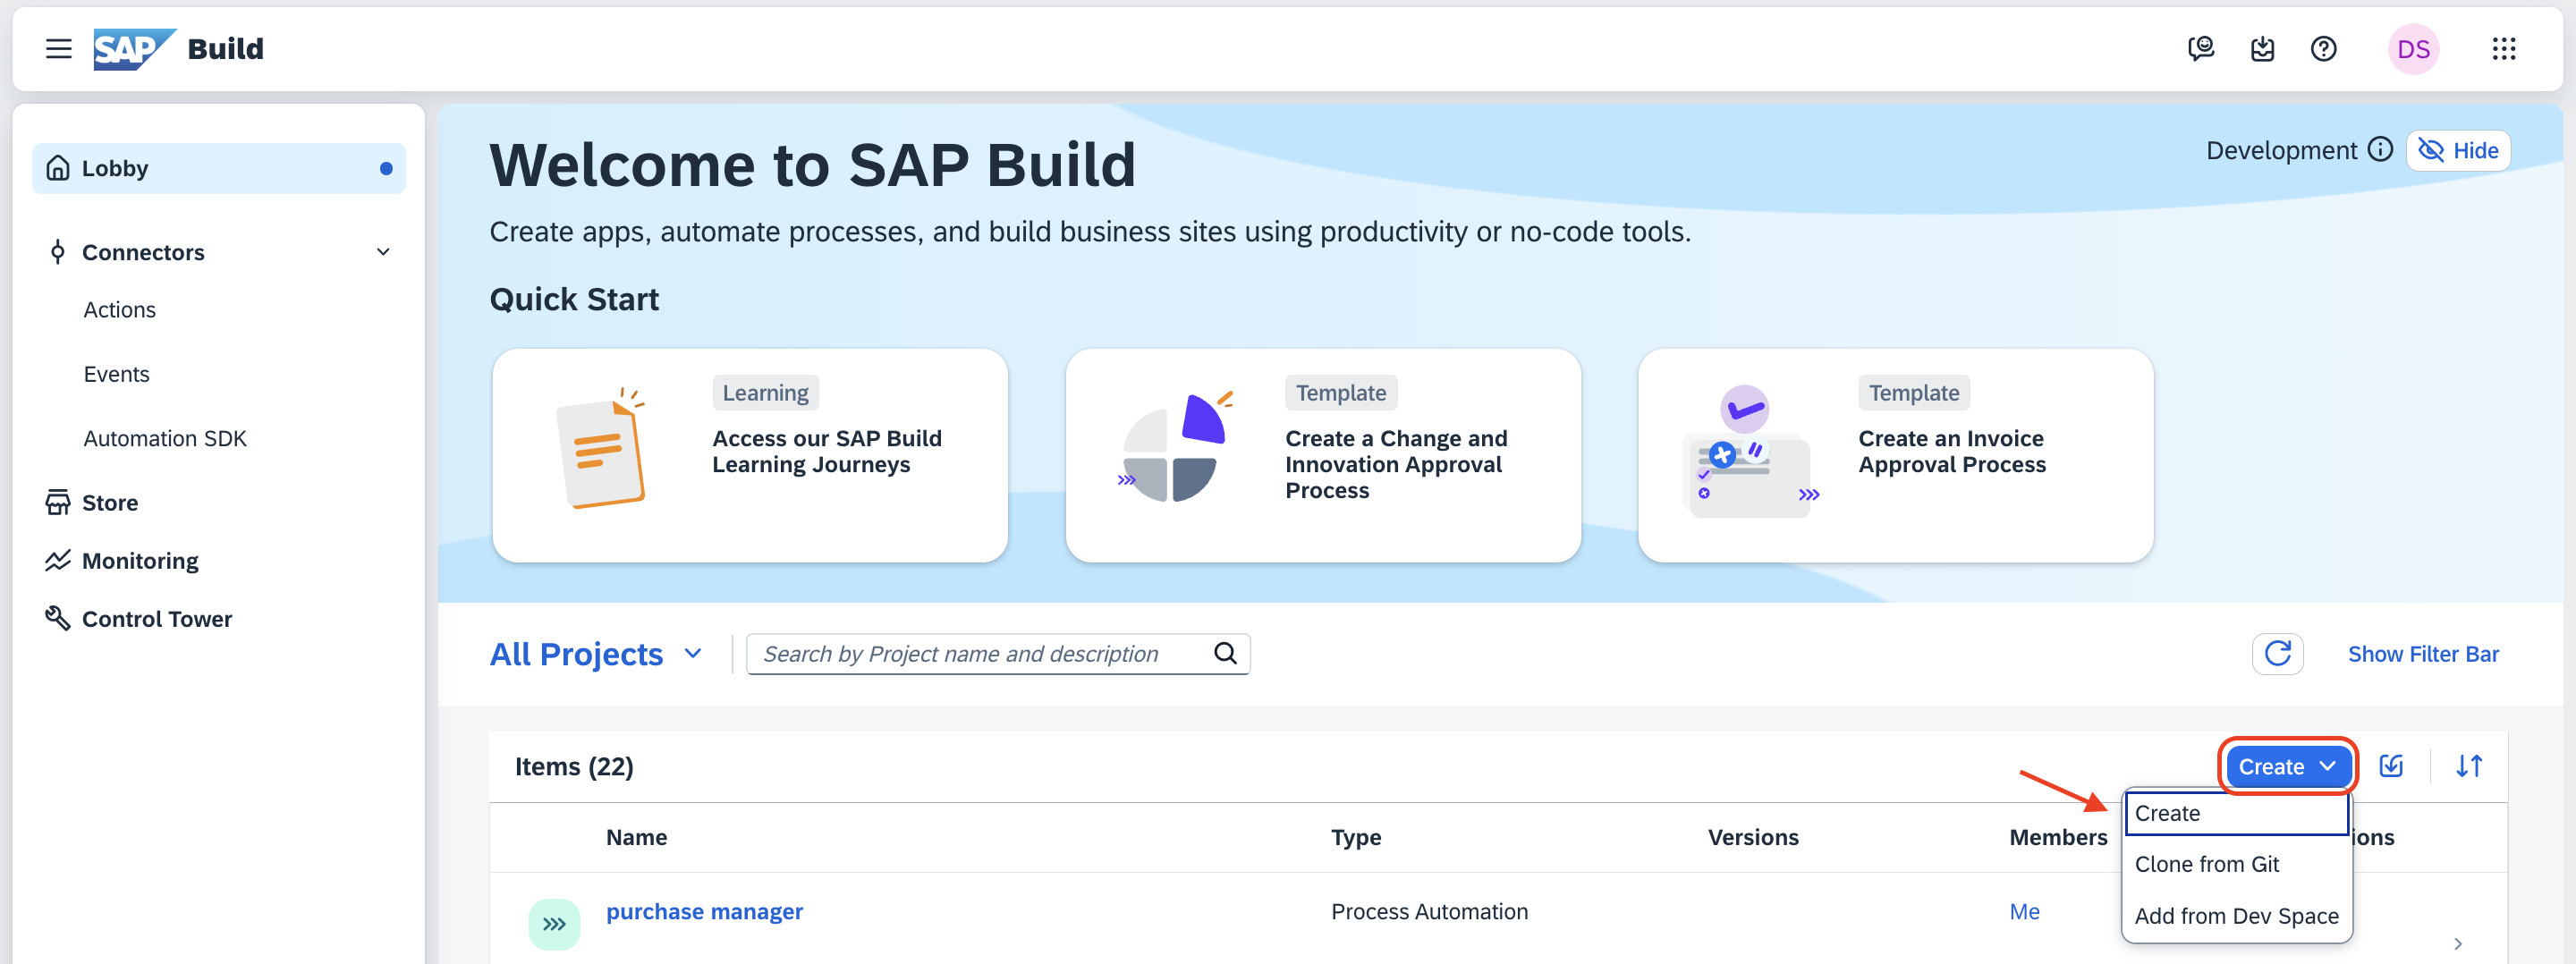 SAP Build
DS
Lobby
Connectors
Actions
Events
Automation SDK
Store
Monitoring
Control Tower
Welcome to SAP Build
Development
Hide
Create apps, automate processes, and build business sites using productivity or no-code tools.
Quick Start
Learning
Access our SAP Build
Learning Journeys
Template
Create a Change and
Innovation Approval
Process
Template
Create an Invoice
Approval Process
All Projects
Search by Project name and description
Show Filter Bar
Items (22)
Create
Create
Clone from Git
Add from Dev Space
Name
Type
Versions
Members
ions
purchase manager
Process Automation
Me